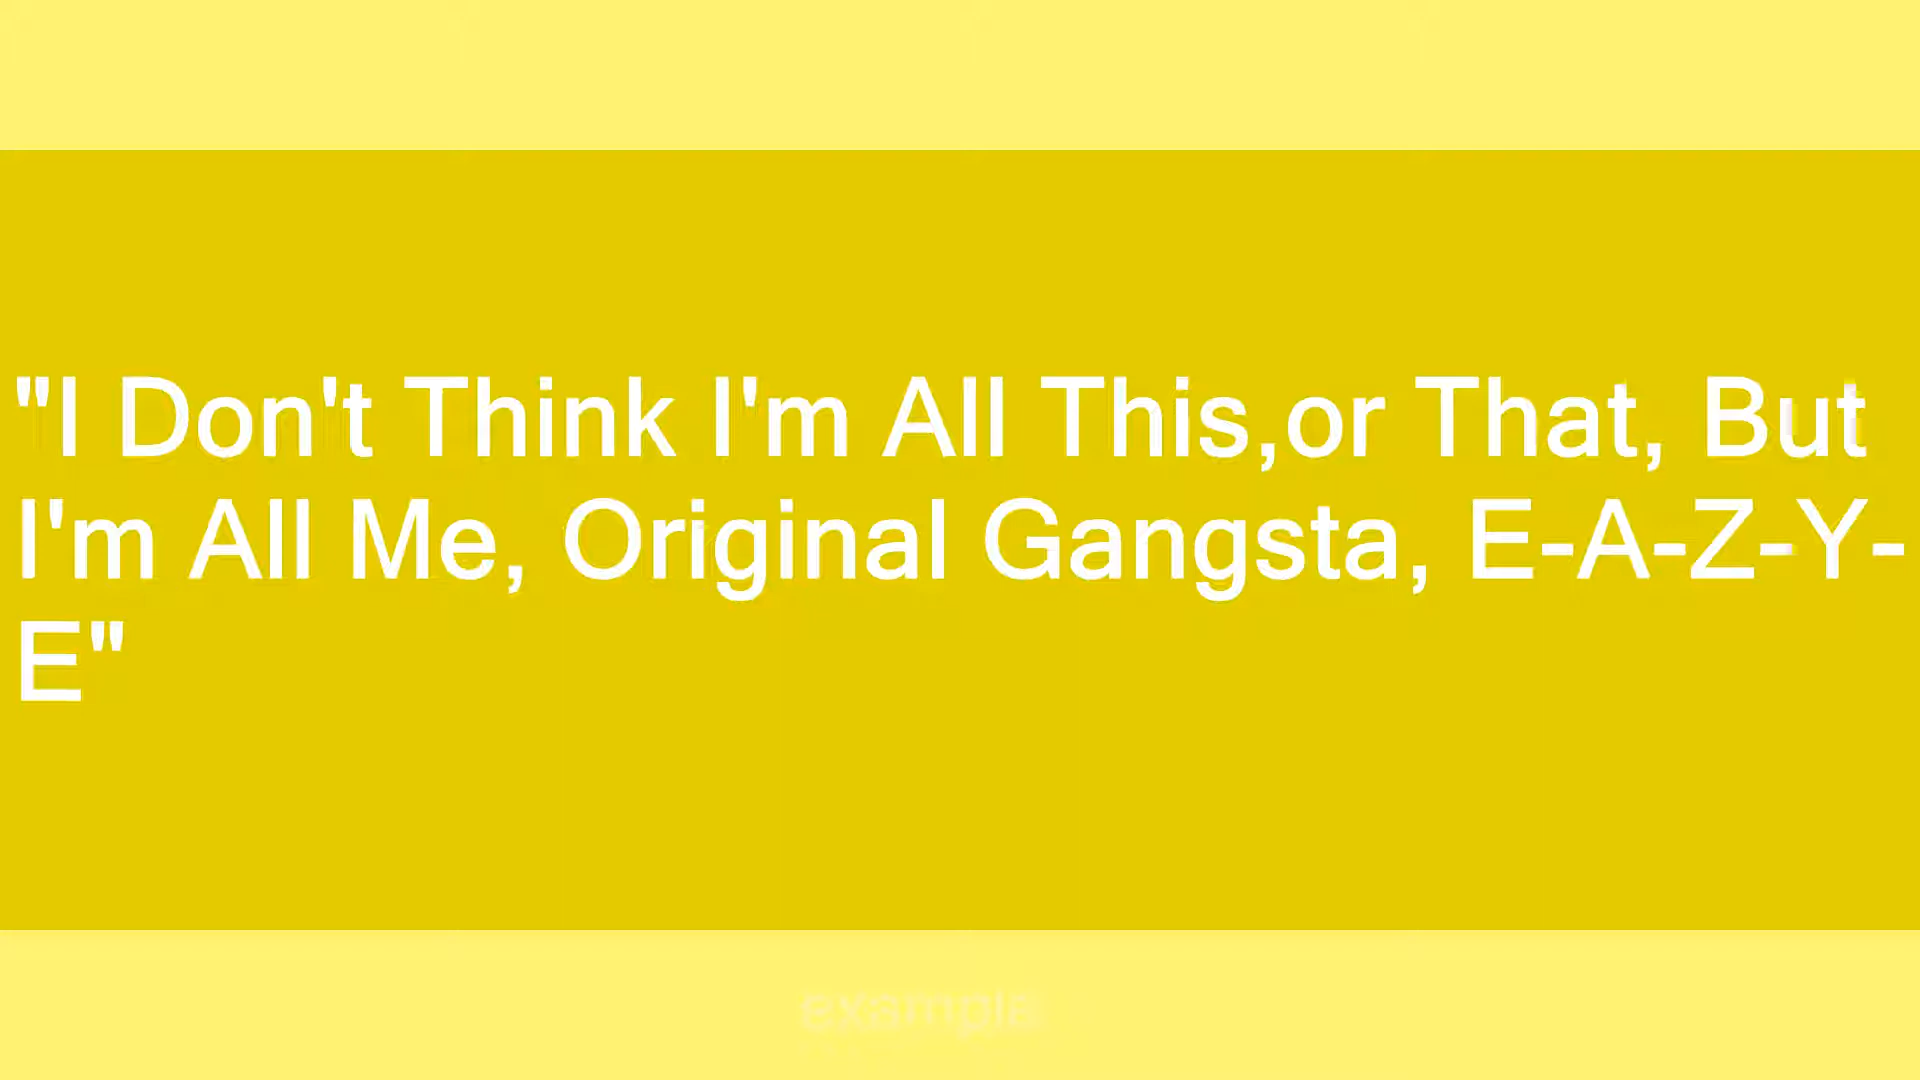 "I Don't Think I'm All This,or That, But
I'm All Me, Original Gangsta, E-A-Z-Y-
E"
example